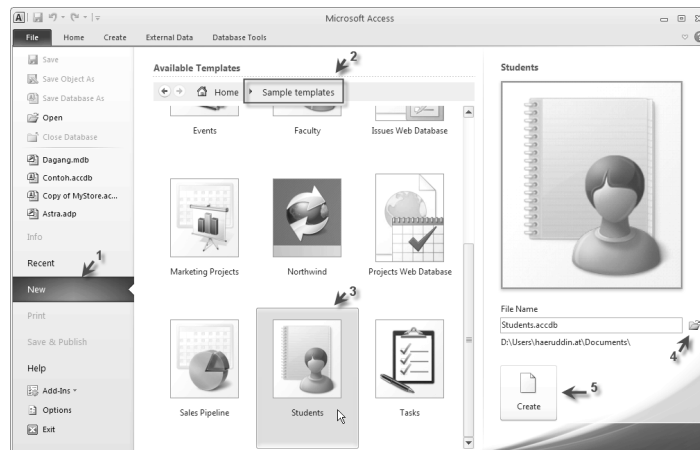 Microsoft Access
File Home Create External Data Database Tools
Save
Save Object As
Save Database As
Open
Close Database
Dagang.mdb
Contoh.accdb
Copy of MyStore.ac...
Astra.adp
Info
Recent
1
New
Print
Save & Publish
Help
Add-Ins
Options
Exit
2
Available Templates
Home Sample templates
Events Faculty Issues Web Database
Marketing Projects Northwind Projects Web Database
3
Sales Pipeline Students Tasks
Students
File Name
Students.accdb
D:\Users\haeruddin.at\Documents\
4
5
Create